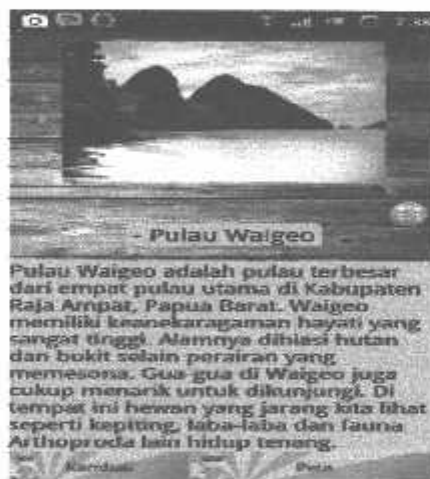 - Pulau Waigeo
Pulau Waigeo adalah pulau terbesar
dari empat pulau utama di Kabupaten
Raja Ampat, Papua Barat. Waigeo
memiliki keanekaragaman hayati yang
sangat tinggi. Alamnya dihiasi hutan
dan bukit selain perairan yang
memesona. Gua-gua di Waigeo juga
cukup menarik untuk dikunjungi. Di
tempat ini hewan yang jarang kita lihat
seperti kepiting, laba-laba dan fauna
Arthoproda lain hidup tenang.
Kembali
Peta